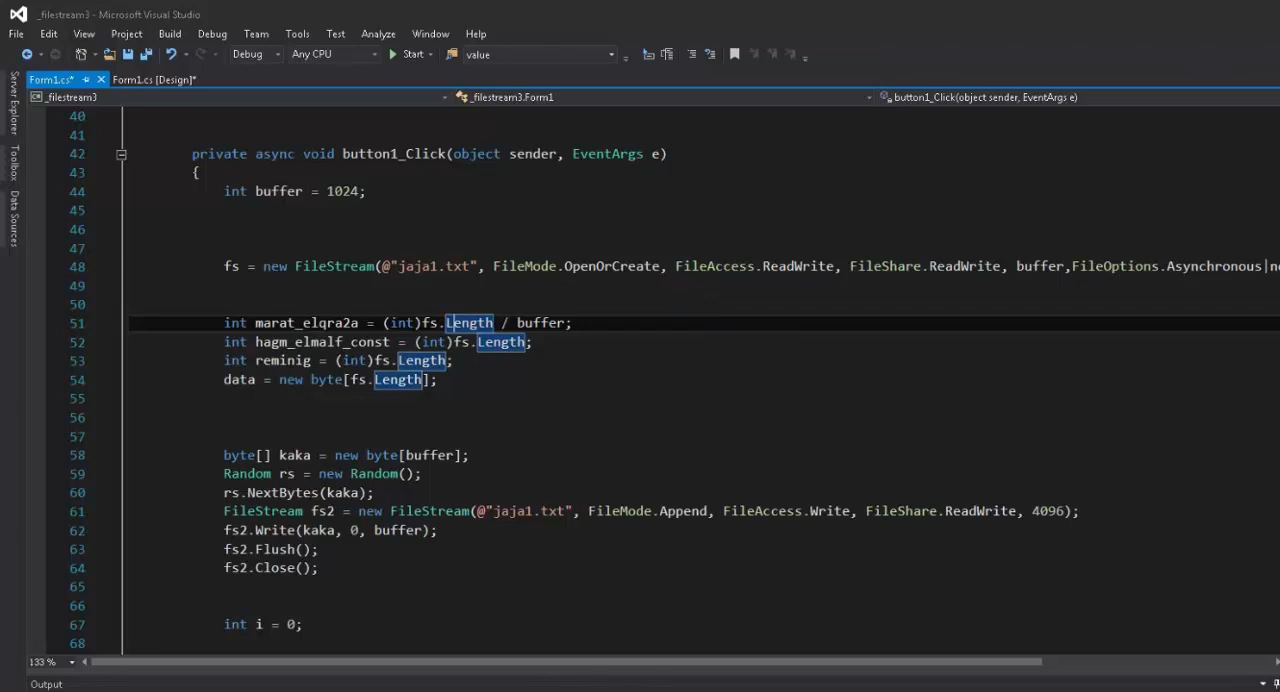 _filestream3 - Microsoft Visual Studio
File Edit View Project Build Debug Team Tools Test Analyze Window Help
Debug Any CPU Start value
Form1.cs* Form1.cs [Design]*
_filestream3 _filestream3.Form1 button1_Click(object sender, EventArgs e)
Server Explorer
Toolbox
Data Sources
40
41
42 private async void button1_Click(object sender, EventArgs e)
43 {
44 int buffer = 1024;
45
46
47
48 fs = new FileStream(@"jaja1.txt", FileMode.OpenOrCreate, FileAccess.ReadWrite, FileShare.ReadWrite, buffer,FileOptions.Asynchronous|n
49
50
51 int marat_elqra2a = (int)fs.Length / buffer;
52 int hagm_elmalf_const = (int)fs.Length;
53 int reminig = (int)fs.Length;
54 data = new byte[fs.Length];
55
56
57
58 byte[] kaka = new byte[buffer];
59 Random rs = new Random();
60 rs.NextBytes(kaka);
61 FileStream fs2 = new FileStream(@"jaja1.txt", FileMode.Append, FileAccess.Write, FileShare.ReadWrite, 4096);
62 fs2.Write(kaka, 0, buffer);
63 fs2.Flush();
64 fs2.Close();
65
66
67 int i = 0;
68
133 %
Output